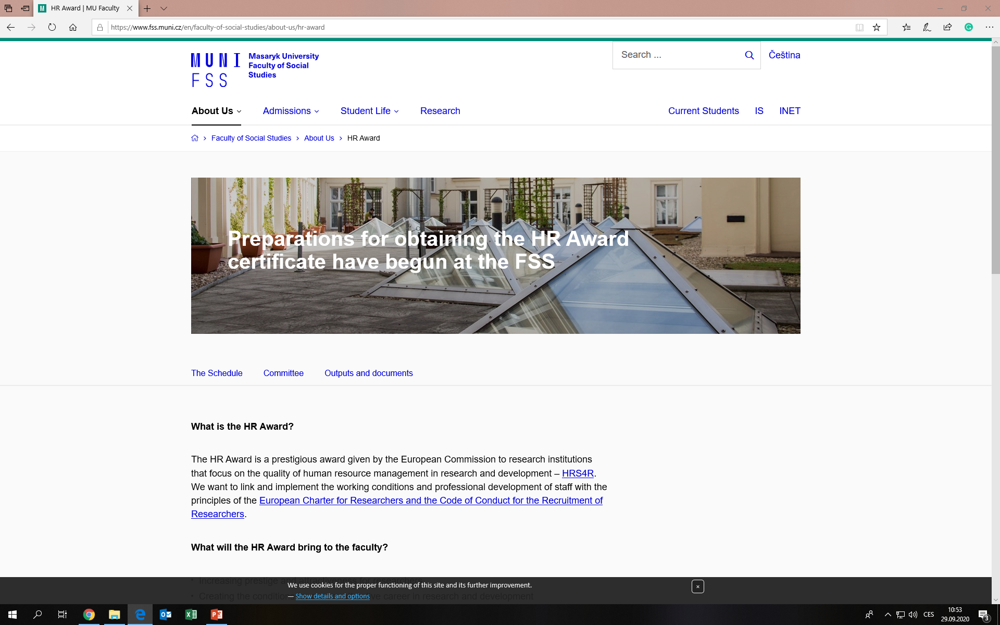 HR Award | MU Faculty
https://www.fss.muni.cz/en/faculty-of-social-studies/about-us/hr-award
MUNI
FSS
Masaryk University
Faculty of Social
Studies
Search ...
Čeština
About Us
Admissions
Student Life
Research
Current Students
IS
INET
Faculty of Social Studies > About Us > HR Award
Preparations for obtaining the HR Award
certificate have begun at the FSS
The Schedule
Committee
Outputs and documents
What is the HR Award?
The HR Award is a prestigious award given by the European Commission to research institutions
that focus on the quality of human resource management in research and development – HRS4R.
We want to link and implement the working conditions and professional development of staff with the
principles of the European Charter for Researchers and the Code of Conduct for the Recruitment of
Researchers.
What will the HR Award bring to the faculty?
Increasing prestige and attractiveness for
We use cookies for the proper functioning of this site and its further improvement.
Creating the conditions career in research and development
— Show details and options
CES
10:53
29.09.2020
3